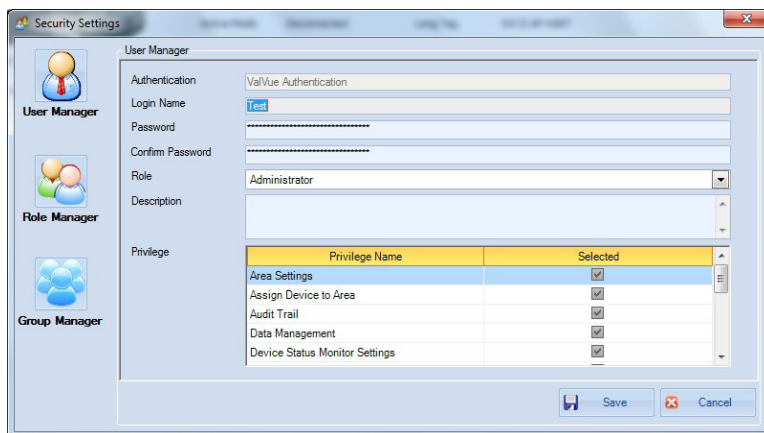 Security Settings
User Manager
User Manager
Authentication
ValVue Authentication
Login Name
Test
Password
Confirm Password
Role
Administrator
Description
Role Manager
Privilege
Privilege Name Selected
Area Settings
Assign Device to Area
Audit Trail
Data Management
Device Status Monitor Settings
Group Manager
Save Cancel